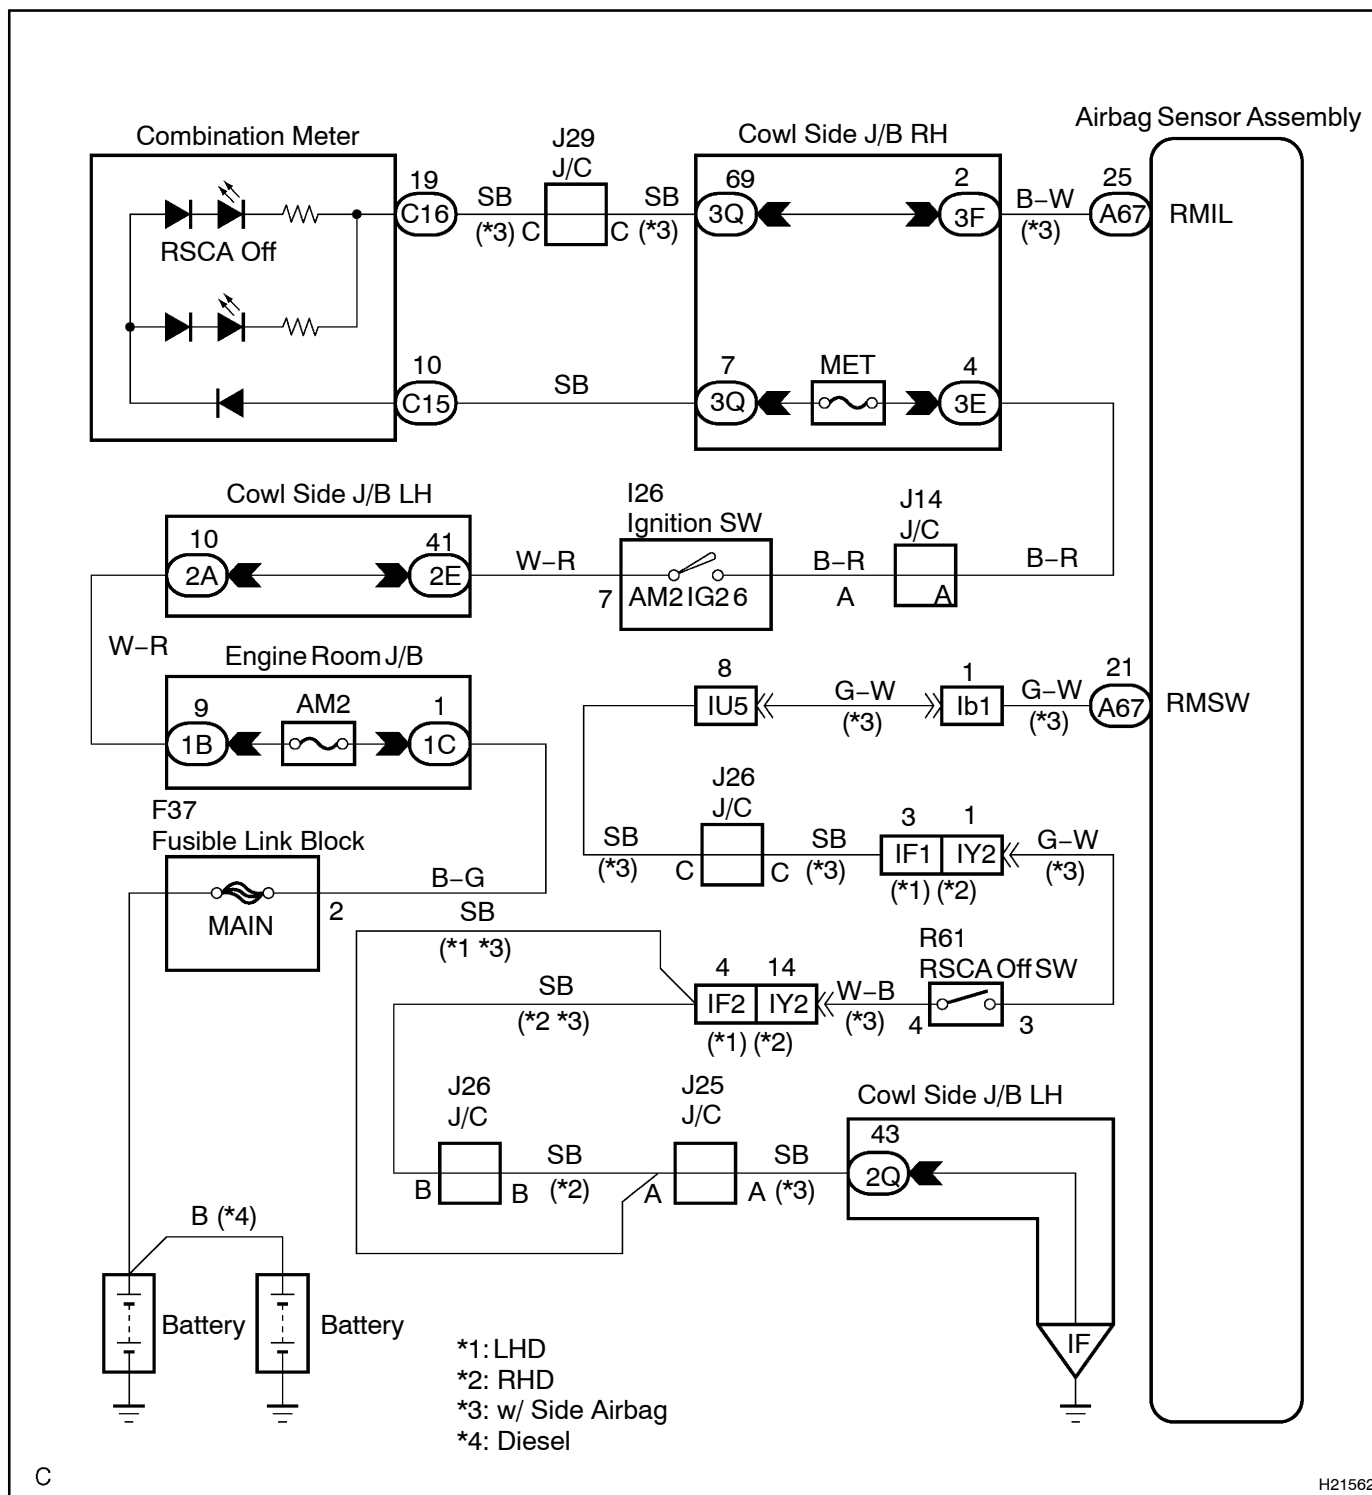 Airbag Sensor Assembly
Combination Meter
J29
J/C
Cowl Side J/B RH
19
C16
SB
(*3)
C
C
SB
(*3)
69
3Q
2
3F
B–W
(*3)
25
A67
RMIL
RSCA Off
10
C15
SB
7
3Q
MET
4
3E
Cowl Side J/B LH
I26
Ignition SW
J14
J/C
10
2A
41
2E
W–R
7
AM2
IG2
6
B–R
A
A
B–R
W–R
Engine Room J/B
9
1B
AM2
1
1C
8
IU5
G–W
(*3)
1
Ib1
G–W
(*3)
21
A67
RMSW
F37
Fusible Link Block
MAIN
2
B–G
J26
J/C
SB
(*3)
C
C
SB
(*3)
3
1
IF1
IY2
(*1)
(*2)
G–W
(*3)
SB
(*1 *3)
SB
(*2 *3)
4
14
IF2
IY2
(*1)
(*2)
W–B
(*3)
R61
RSCA Off SW
4
3
J26
J/C
B
B
SB
(*2)
J25
J/C
A
A
SB
(*3)
Cowl Side J/B LH
43
2Q
IF
B (*4)
Battery
Battery
*1: LHD
*2: RHD
*3: w/ Side Airbag
*4: Diesel
C
H21562